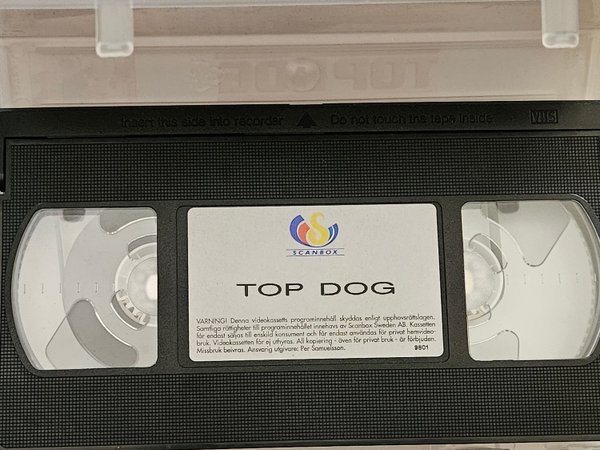 TOP DOG
Insert this side into recorder ▲ Do not touch the tape inside VHS
SCANBOX
TOP DOG
VARNING! Denna videokassetts programinnehåll skyddas enligt upphovsrättslagen.
Samtliga rättigheter till programinnehållet innehavs av Scanbox Sweden AB. Kassetten
får endast säljas till enskild konsument och får endast användas för privat hemvideo-
bruk. Videokassetten får ej uthyras. All kopiering - även för privat bruk - är förbjuden.
Missbruk beivras. Ansvarig utgivare: Per Samuelsson. 9801